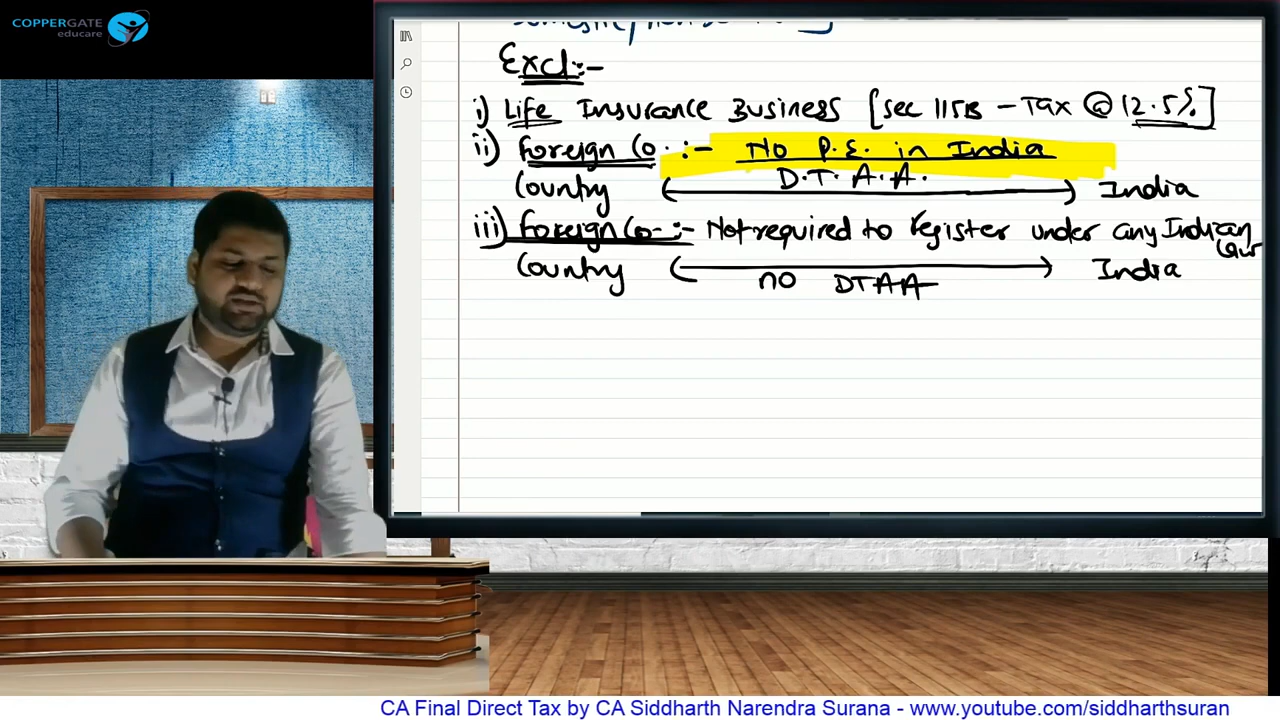 COPPERGATE
educare
Excl:-
i) Life Insurance Business [Sec 115B - Tax @ 12.5%]
ii) Foreign Co. :- No P.E. in India
Country D.T.A.A. India
iii) Foreign Co. :- Not required to register under any Indian Law
Country no DTAA India
CA Final Direct Tax by CA Siddharth Narendra Surana - www.youtube.com/siddharthsuran